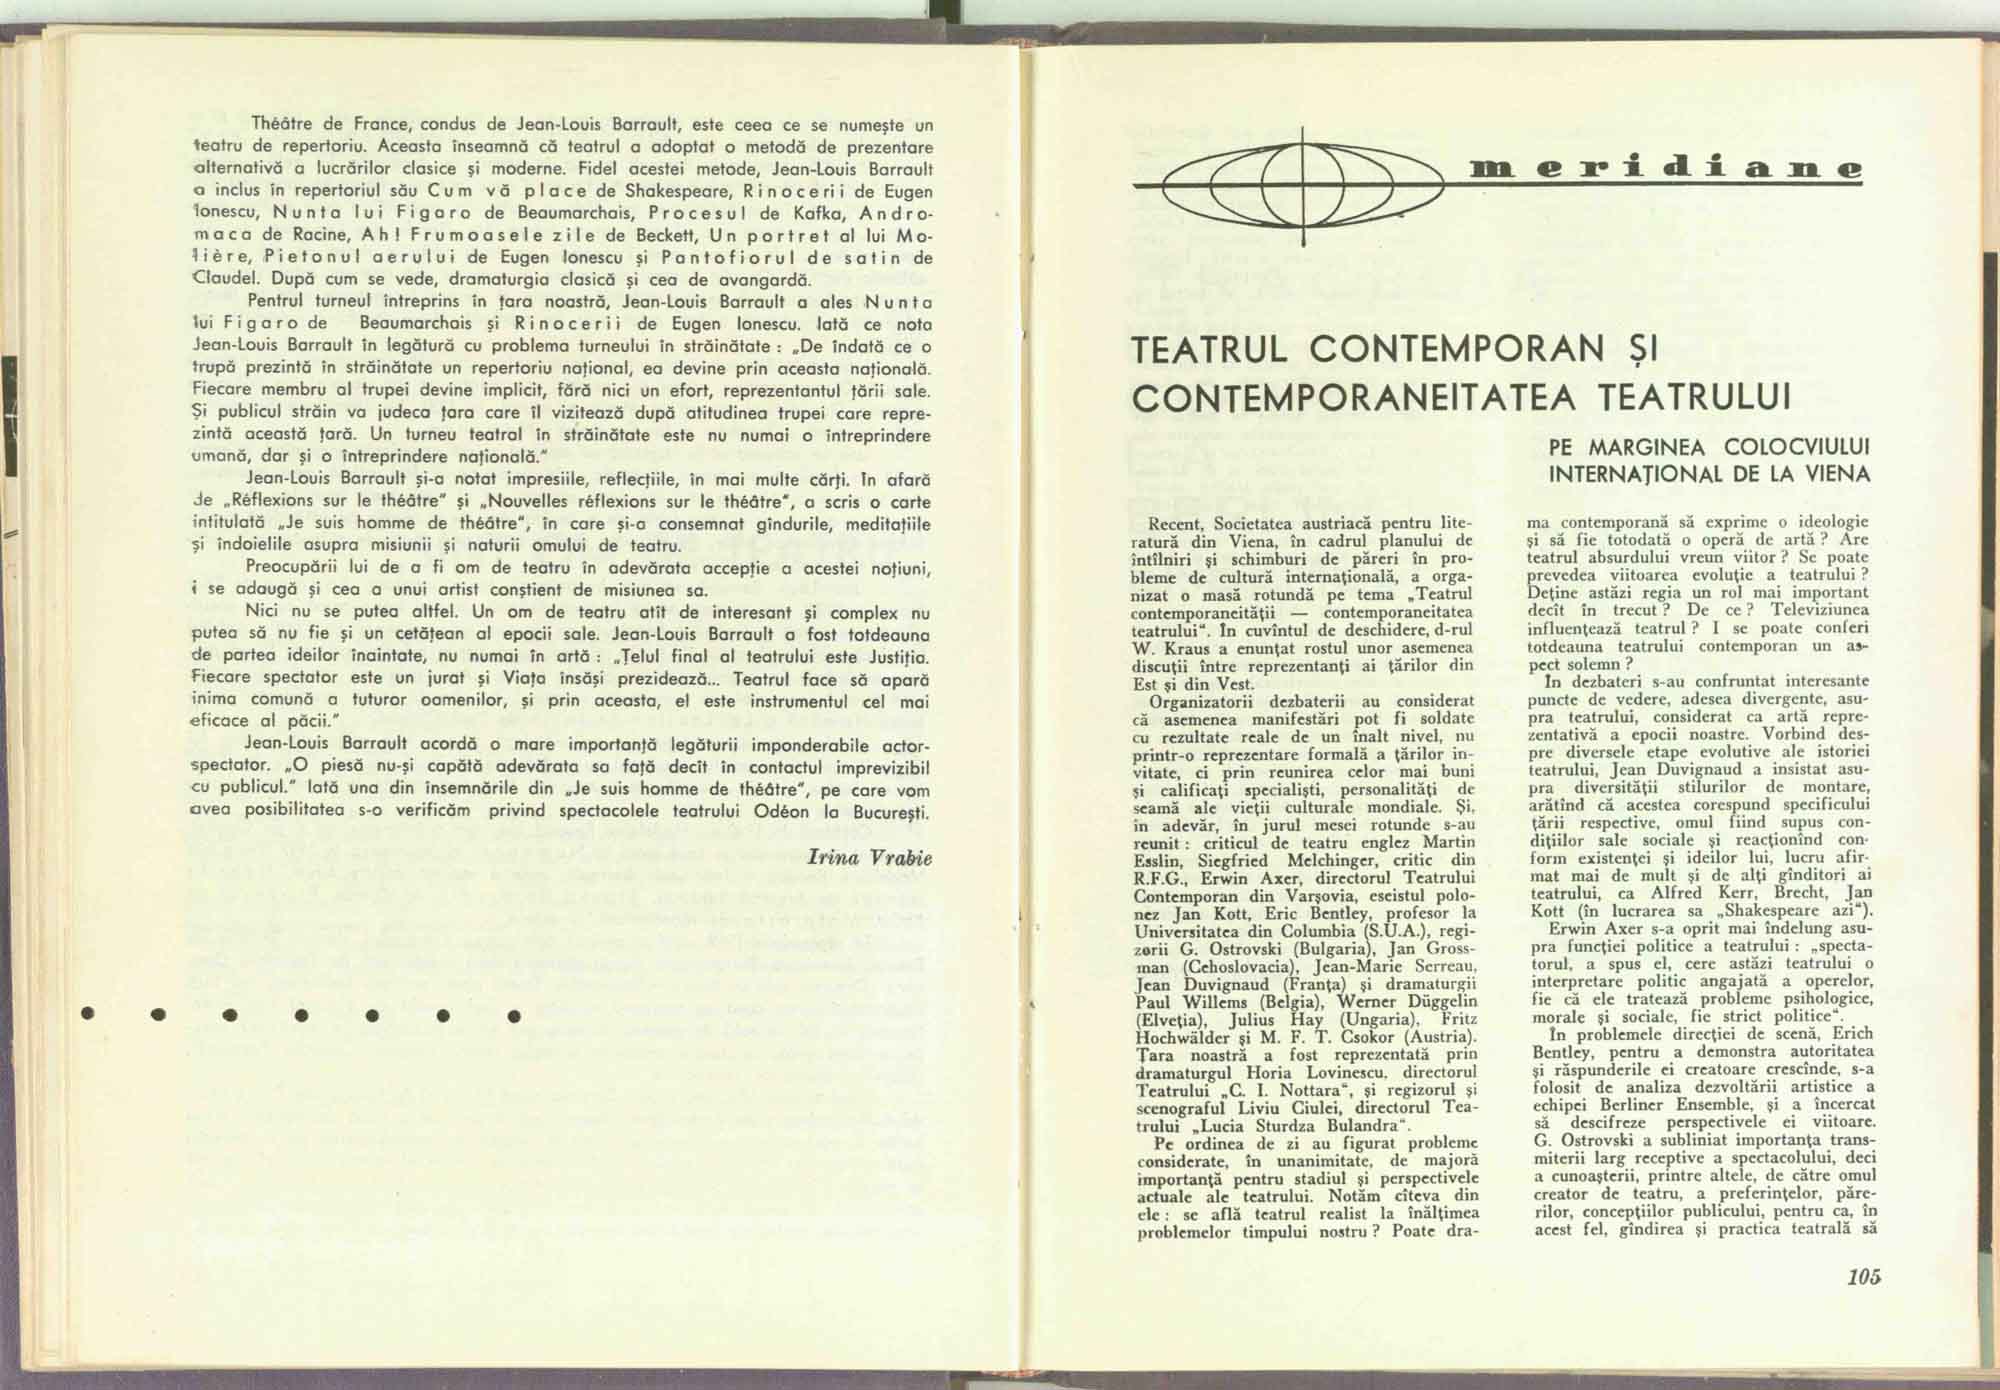 Théâtre de France, condus de Jean-Louis Barrault, este ceea ce se numește un
teatru de repertoriu. Aceasta înseamnă că teatrul a adoptat o metodă de prezentare
alternativă a lucrărilor clasice și moderne. Fidel acestei metode, Jean-Louis Barrault
a inclus în repertoriul său Cum vă place de Shakespeare, Rinocerii de Eugen
Ionescu, Nunta lui Figaro de Beaumarchais, Procesul de Kafka, Andro-
maca de Racine, Ah! Frumoasele zile de Beckett, Un portret al lui Mo-
lière, Pietonul aerului de Eugen Ionescu și Pantofiorul de satin de
Claudel. După cum se vede, dramaturgia clasică și cea de avangardă.
Pentrul turneul întreprins în țara noastră, Jean-Louis Barrault a ales Nunta
lui Figaro de Beaumarchais și Rinocerii de Eugen Ionescu. Iată ce nota
Jean-Louis Barrault în legătură cu problema turneului în străinătate : „De îndată ce o
trupă prezintă în străinătate un repertoriu național, ea devine prin aceasta națională.
Fiecare membru al trupei devine implicit, fără nici un efort, reprezentantul țării sale.
Și publicul străin va judeca țara care îl vizitează după atitudinea trupei care repre-
zintă această țară. Un turneu teatral în străinătate este nu numai o întreprindere
umană, dar și o întreprindere națională."
Jean-Louis Barrault și-a notat impresiile, reflecțiile, în mai multe cărți. În afară
de „Réflexions sur le théâtre" și „Nouvelles réflexions sur le théâtre", a scris o carte
intitulată „Je suis homme de théâtre", în care și-a consemnat gîndurile, meditațiile
și îndoielile asupra misiunii și naturii omului de teatru.
Preocupării lui de a fi om de teatru în adevărata accepție a acestei noțiuni,
i se adaugă și cea a unui artist conștient de misiunea sa.
Nici nu se putea altfel. Un om de teatru atît de interesant și complex nu
putea să nu fie și un cetățean al epocii sale. Jean-Louis Barrault a fost totdeauna
de partea ideilor înaintate, nu numai în artă : „Țelul final al teatrului este Justiția.
Fiecare spectator este un jurat și Viața însăși prezidează... Teatrul face să apară
inima comună a tuturor oamenilor, și prin aceasta, el este instrumentul cel mai
eficace al păcii."
Jean-Louis Barrault acordă o mare importanță legăturii imponderabile actor-
spectator. „O piesă nu-și capătă adevărata sa față decît în contactul imprevizibil
cu publicul." Iată una din însemnările din „Je suis homme de théâtre", pe care vom
avea posibilitatea s-o verificăm privind spectacolele teatrului Odéon la București.
Irina Vrabie
meridiane
TEATRUL CONTEMPORAN ȘI
CONTEMPORANEITATEA TEATRULUI
PE MARGINEA COLOCVIULUI
INTERNAȚIONAL DE LA VIENA
Recent, Societatea austriacă pentru lite-
ratură din Viena, în cadrul planului de
întîlniri și schimburi de păreri în pro-
bleme de cultură internațională, a orga-
nizat o masă rotundă pe tema „Teatrul
contemporaneității — contemporaneitatea
teatrului". În cuvîntul de deschidere, d-rul
W. Kraus a enunțat rostul unor asemenea
discuții între reprezentanți ai țărilor din
Est și din Vest.
Organizatorii dezbaterii au considerat
că asemenea manifestări pot fi soldate
cu rezultate reale de un înalt nivel, nu
printr-o reprezentare formală a țărilor in-
vitate, ci prin reunirea celor mai buni
și calificați specialiști, personalități de
seamă ale vieții culturale mondiale. Și,
în adevăr, în jurul mesei rotunde s-au
reunit : criticul de teatru englez Martin
Esslin, Siegfried Melchinger, critic din
R.F.G., Erwin Axer, directorul Teatrului
Contemporan din Varșovia, eseistul polo-
nez Jan Kott, Eric Bentley, profesor la
Universitatea din Columbia (S.U.A.), regi-
zorii G. Ostrovski (Bulgaria), Jan Gross-
man (Cehoslovacia), Jean-Marie Serreau,
Jean Duvignaud (Franța) și dramaturgii
Paul Willems (Belgia), Werner Düggelin
(Elveția), Julius Hay (Ungaria), Fritz
Hochwälder și M. F. T. Csokor (Austria).
Țara noastră a fost reprezentată prin
dramaturgul Horia Lovinescu, directorul
Teatrului „C. I. Nottara", și regizorul și
scenograful Liviu Ciulei, directorul Tea-
trului „Lucia Sturdza Bulandra".
Pe ordinea de zi au figurat probleme
considerate, în unanimitate, de majoră
importanță pentru stadiul și perspectivele
actuale ale teatrului. Notăm cîteva din
ele : se află teatrul realist la înălțimea
problemelor timpului nostru ? Poate dra-
ma contemporană să exprime o ideologie
și să fie totodată o operă de artă ? Are
teatrul absurdului vreun viitor ? Se poate
prevedea viitoarea evoluție a teatrului ?
Deține astăzi regia un rol mai important
decît în trecut ? De ce ? Televiziunea
influențează teatrul ? I se poate conferi
totdeauna teatrului contemporan un as-
pect solemn ?
În dezbateri s-au confruntat interesante
puncte de vedere, adesea divergente, asu-
pra teatrului, considerat ca artă repre-
zentativă a epocii noastre. Vorbind des-
pre diversele etape evolutive ale istoriei
teatrului, Jean Duvignaud a insistat asu-
pra diversității stilurilor de montare,
arătînd că acestea corespund specificului
țării respective, omul fiind supus con-
dițiilor sale sociale și reacționînd con-
form existenței și ideilor lui, lucru afir-
mat mai de mult și de alți gînditori ai
teatrului, ca Alfred Kerr, Brecht, Jan
Kott (în lucrarea sa „Shakespeare azi").
Erwin Axer s-a oprit mai îndelung asu-
pra funcției politice a teatrului : „specta-
torul, a spus el, cere astăzi teatrului o
interpretare politic angajată a operelor,
fie că ele tratează probleme psihologice,
morale și sociale, fie strict politice".
În problemele direcției de scenă, Erich
Bentley, pentru a demonstra autoritatea
și răspunderile ei creatoare crescînde, s-a
folosit de analiza dezvoltării artistice a
echipei Berliner Ensemble, și a încercat
să descifreze perspectivele ei viitoare.
G. Ostrovski a subliniat importanța trans-
miterii larg receptive a spectacolului, deci
a cunoașterii, printre altele, de către omul
creator de teatru, a preferințelor, păre-
rilor, concepțiilor publicului, pentru ca, în
acest fel, gîndirea și practica teatrală să
105